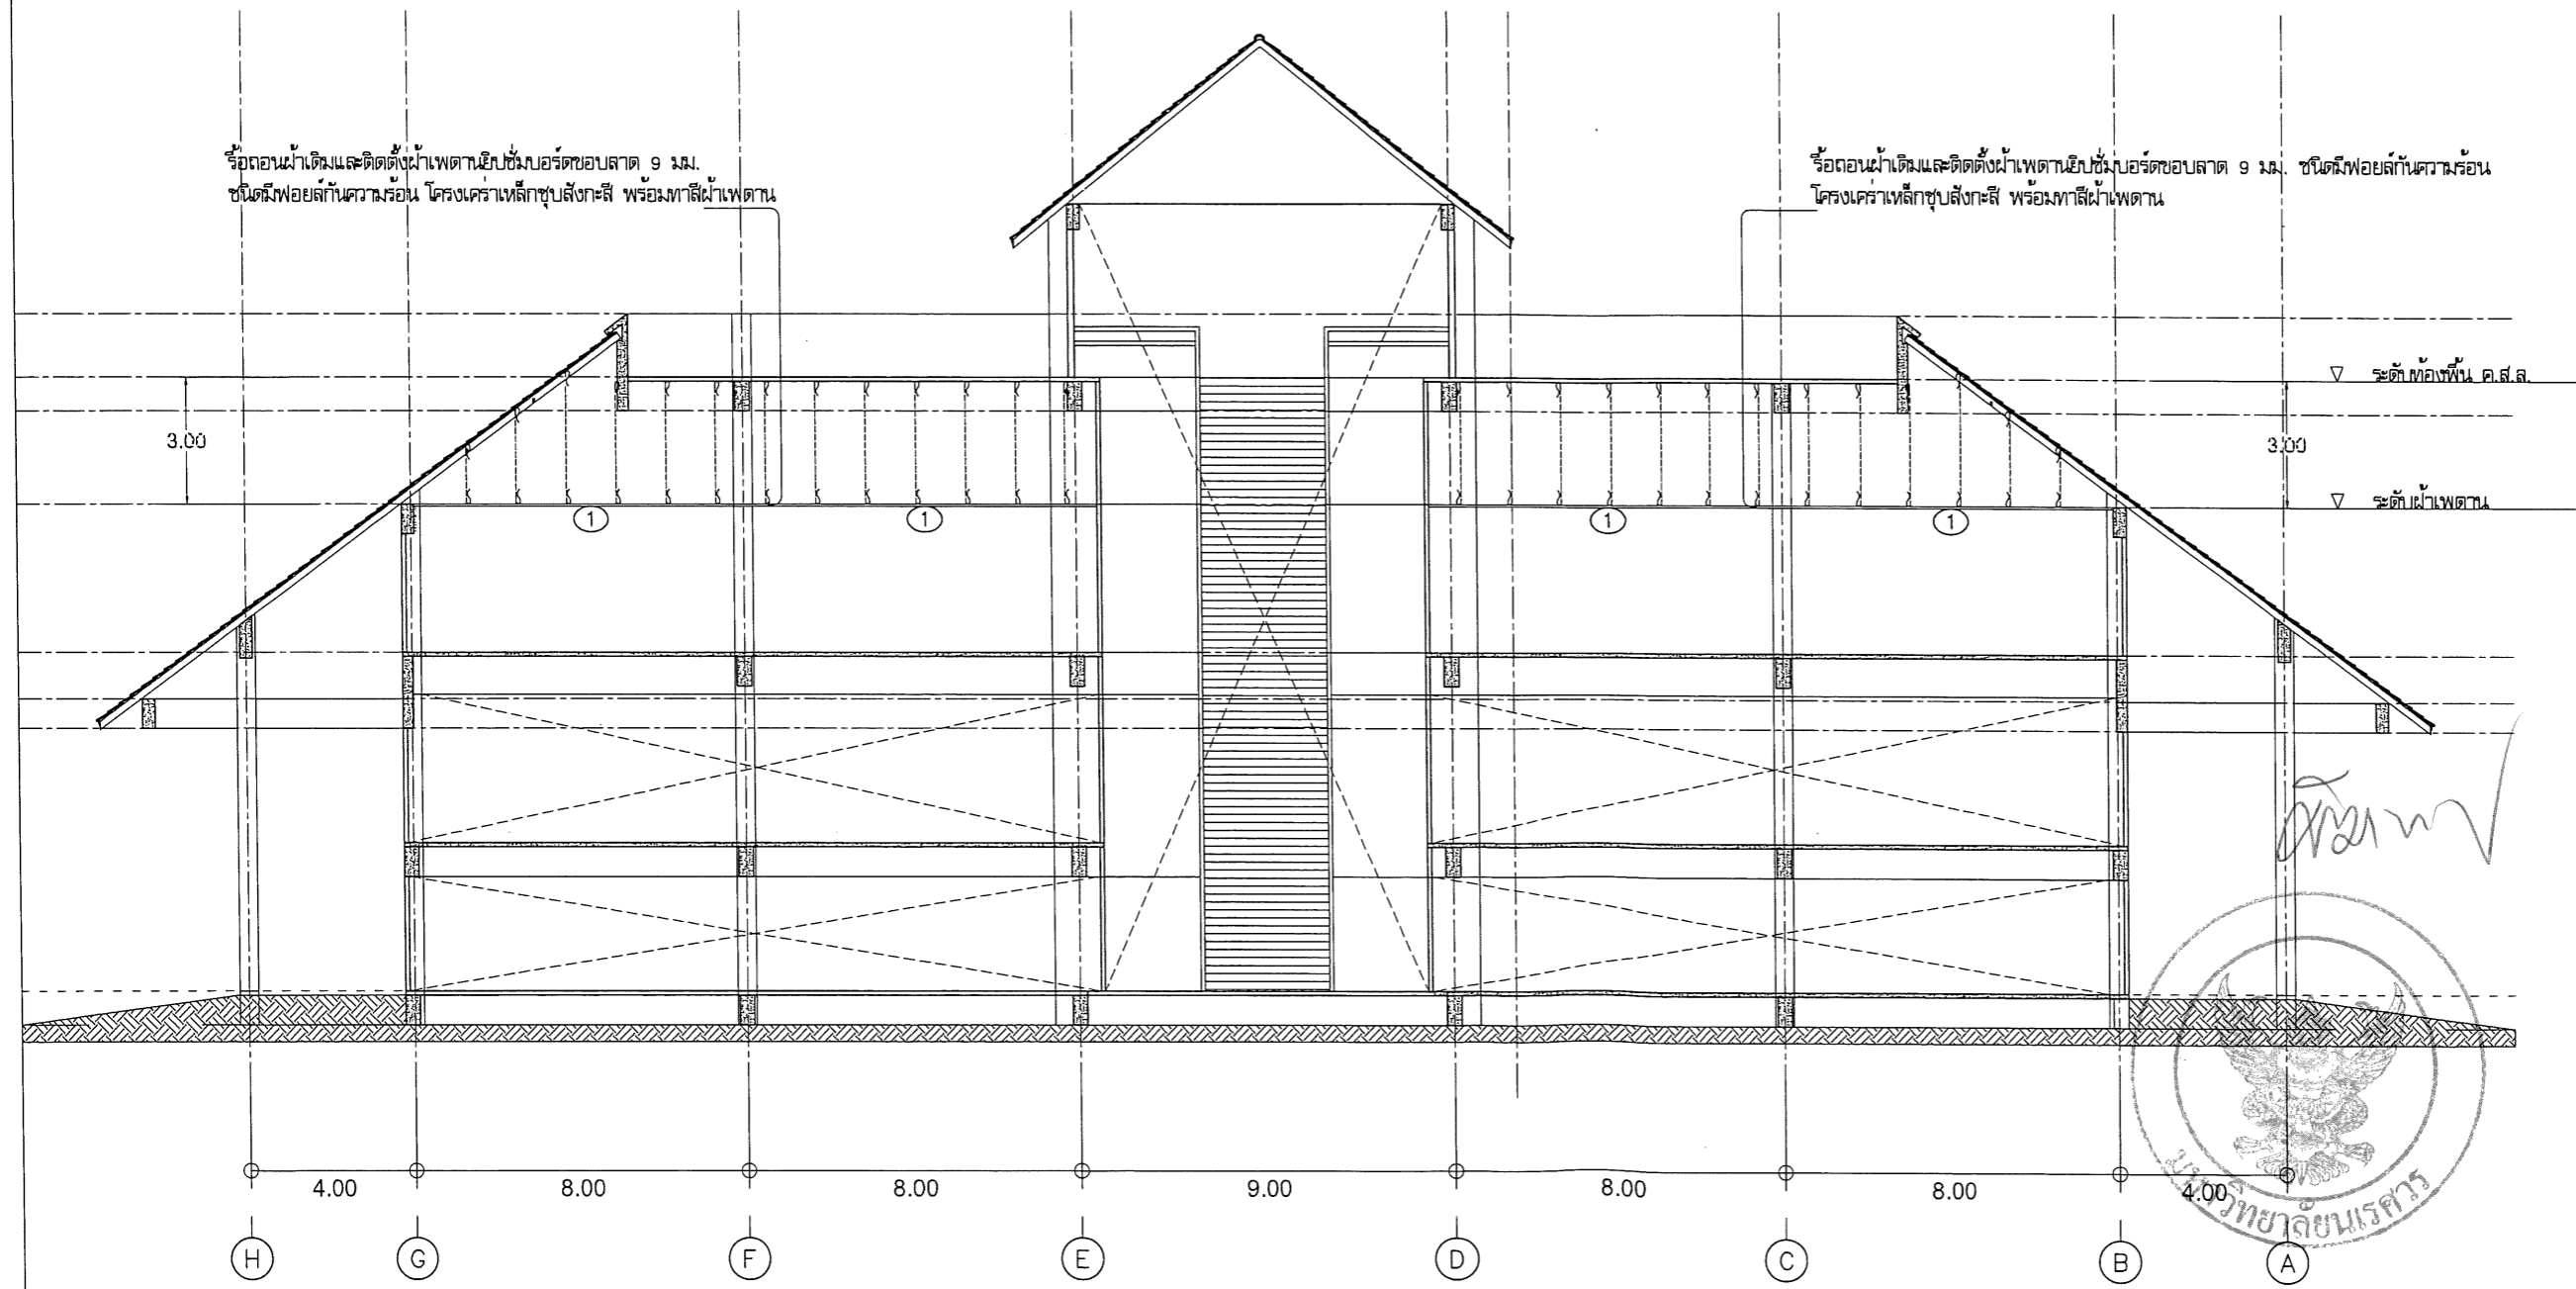 รื้อถอนฝ้าเดิมและติดตั้งฝ้าเพดานยิปซั่มบอร์ดขอบลาด 9 มม.
ชนิดมีฟอยล์กันความร้อน โครงเคร่าเหล็กชุบสังกะสี พร้อมทาสีฝ้าเพดาน
รื้อถอนฝ้าเดิมและติดตั้งฝ้าเพดานยิปซั่มบอร์ดขอบลาด 9 มม. ชนิดมีฟอยล์กันความร้อน
โครงเคร่าเหล็กชุบสังกะสี พร้อมทาสีฝ้าเพดาน
ระดับท้องพื้น ค.ส.ล.
3.00
3.00
ระดับฝ้าเพดาน
1
1
1
1
4.00
8.00
8.00
9.00
8.00
8.00
4.00
มหาวิทยาลัยนเรศวร
H
G
F
E
D
C
B
A